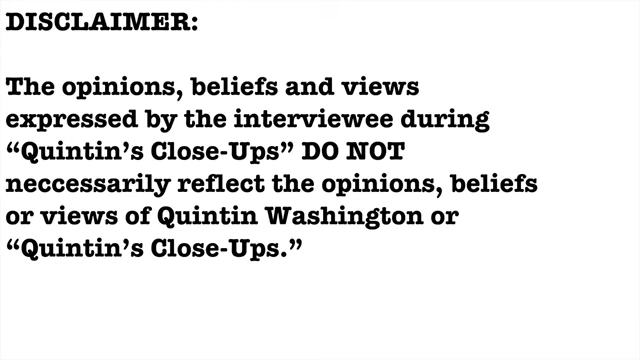 DISCLAIMER:
The opinions, beliefs and views
expressed by the interviewee during
“Quintin’s Close-Ups” DO NOT
neccessarily reflect the opinions, beliefs
or views of Quintin Washington or
“Quintin’s Close-Ups.”